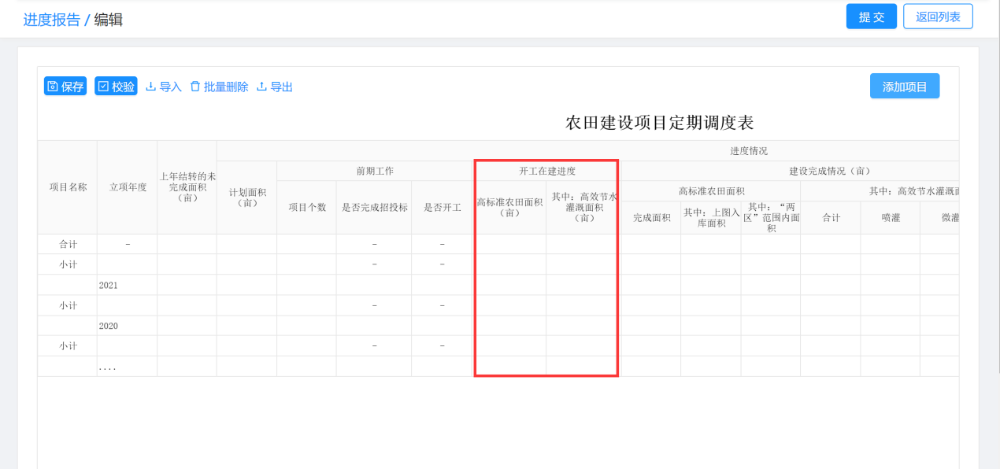 进度报告 / 编辑
提 交
返回列表
保存
校验
导入
批量删除
导出
添加项目
农田建设项目定期调度表
项目名称
立项年度
上年结转的未
完成面积
（亩）
进度情况
计划面积
（亩）
前期工作
开工在建进度
建设完成情况（亩）
项目个数
是否完成招投标
是否开工
高标准农田面积
（亩）
其中：高效节水
灌溉面积
（亩）
高标准农田面积
其中：高效节水灌溉面
完成面积
其中：上图入
库面积
其中：“两
区”范围内面
积
合计
喷灌
微灌
合计
–
–
–
小计
–
–
2021
小计
–
–
2020
小计
–
–
....